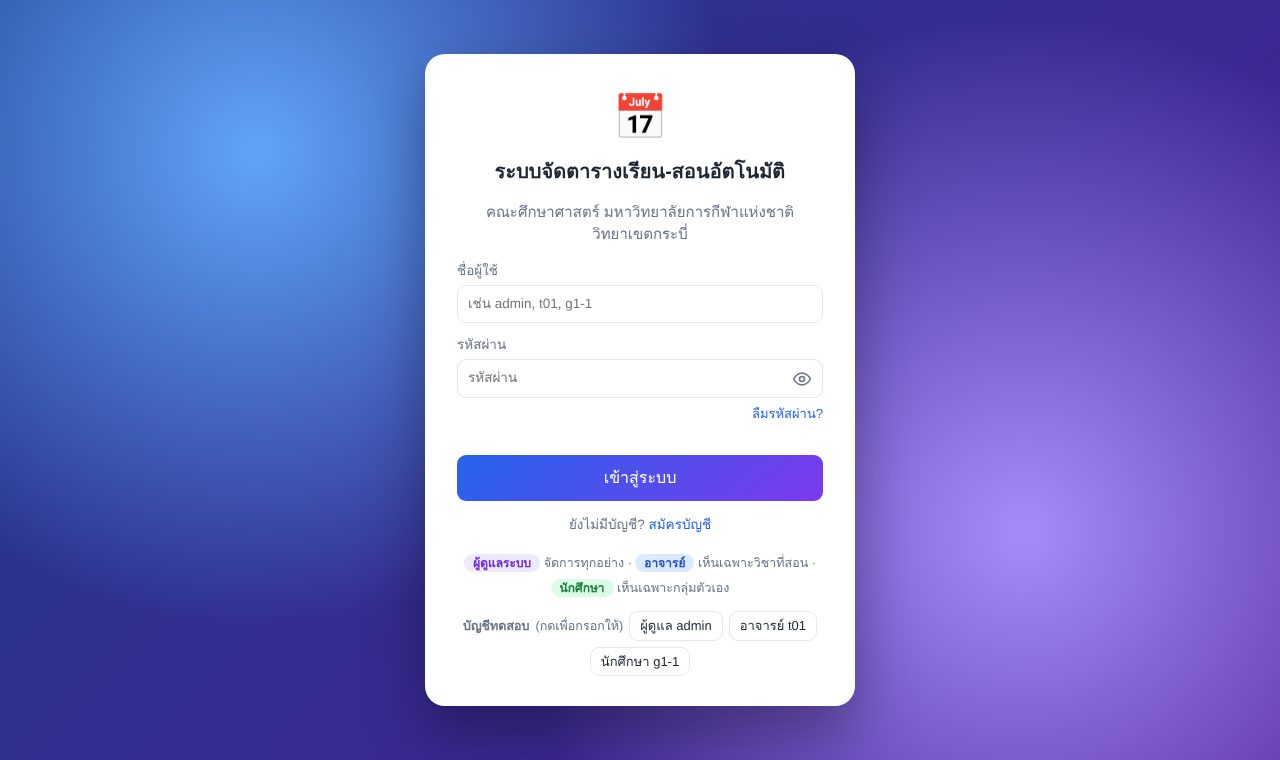 July
17
ระบบจัดตารางเรียน-สอนอัตโนมัติ
คณะศึกษาศาสตร์ มหาวิทยาลัยการกีฬาแห่งชาติ
วิทยาเขตกระบี่
ชื่อผู้ใช้
เช่น admin, t01, g1-1
รหัสผ่าน
รหัสผ่าน
ลืมรหัสผ่าน?
เข้าสู่ระบบ
ยังไม่มีบัญชี? สมัครบัญชี
ผู้ดูแลระบบ จัดการทุกอย่าง · อาจารย์ เห็นเฉพาะวิชาที่สอน ·
นักศึกษา เห็นเฉพาะกลุ่มตัวเอง
บัญชีทดสอบ (กดเพื่อกรอกให้) ผู้ดูแล admin อาจารย์ t01
นักศึกษา g1-1